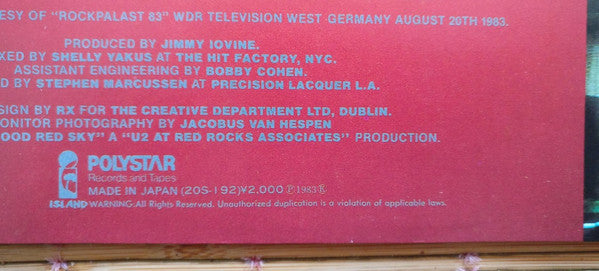 ESY OF "ROCKPALAST 83" WDR TELEVISION WEST GERMANY AUGUST 20TH 1983.
PRODUCED BY JIMMY IOVINE.
XED BY SHELLY YAKUS AT THE HIT FACTORY, NYC.
ASSISTANT ENGINEERING BY BOBBY COHEN.
D BY STEPHEN MARCUSSEN AT PRECISION LACQUER L.A.
SIGN BY RX FOR THE CREATIVE DEPARTMENT LTD, DUBLIN.
ONITOR PHOTOGRAPHY BY JACOBUS VAN HESPEN
OOD RED SKY" A "U2 AT RED ROCKS ASSOCIATES" PRODUCTION.
POLYSTAR
Records and Tapes
MADE IN JAPAN (20S-192)¥2,000 Ⓟ1983
ISLAND WARNING:All Rights Reserved. Unauthorized duplication is a violation of applicable laws.